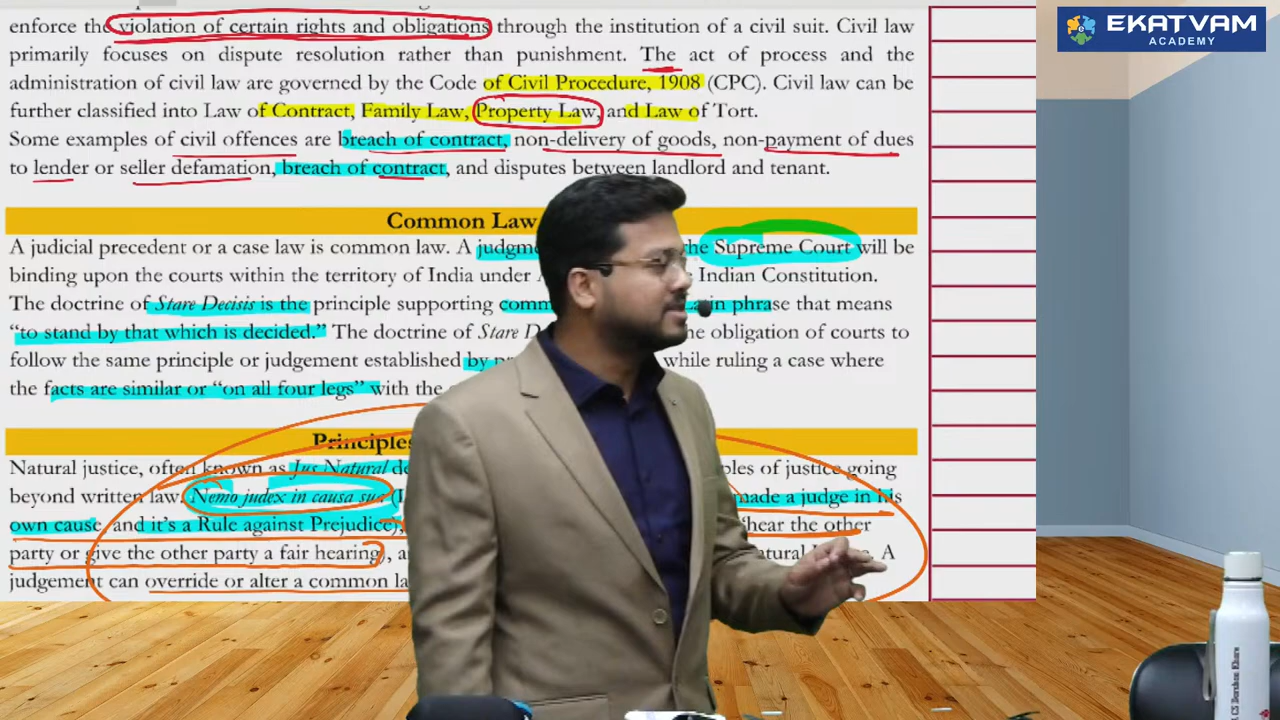 EKATVAM
ACADEMY
enforce the violation of certain rights and obligations through the institution of a civil suit. Civil law
primarily focuses on dispute resolution rather than punishment. The act of process and the
administration of civil law are governed by the Code of Civil Procedure, 1908 (CPC). Civil law can be
further classified into Law of Contract, Family Law, Property Law, and Law of Tort.
Some examples of civil offences are breach of contract, non-delivery of goods, non-payment of dues
to lender or seller defamation, breach of contract, and disputes between landlord and tenant.
Common Law
A judicial precedent or a case law is common law. A the Supreme Court will be
binding upon the courts within the territory of India under Indian Constitution.
The doctrine of Stare Decisis is the principle supporting phrase that means
“to stand by that which is decided.” The doctrine of Stare obligation of courts to
follow the same principle or judgement established by while ruling a case where
the facts are similar or “on all four legs” with the
Principles
Natural justice, often known as Jus Natural of justice going
beyond written law. Nemo judex in causa sua made a judge in his
own cause, and it’s a Rule against Prejudice), “hear the other
party or give the other party a fair hearing), A
judgement can override or alter a common